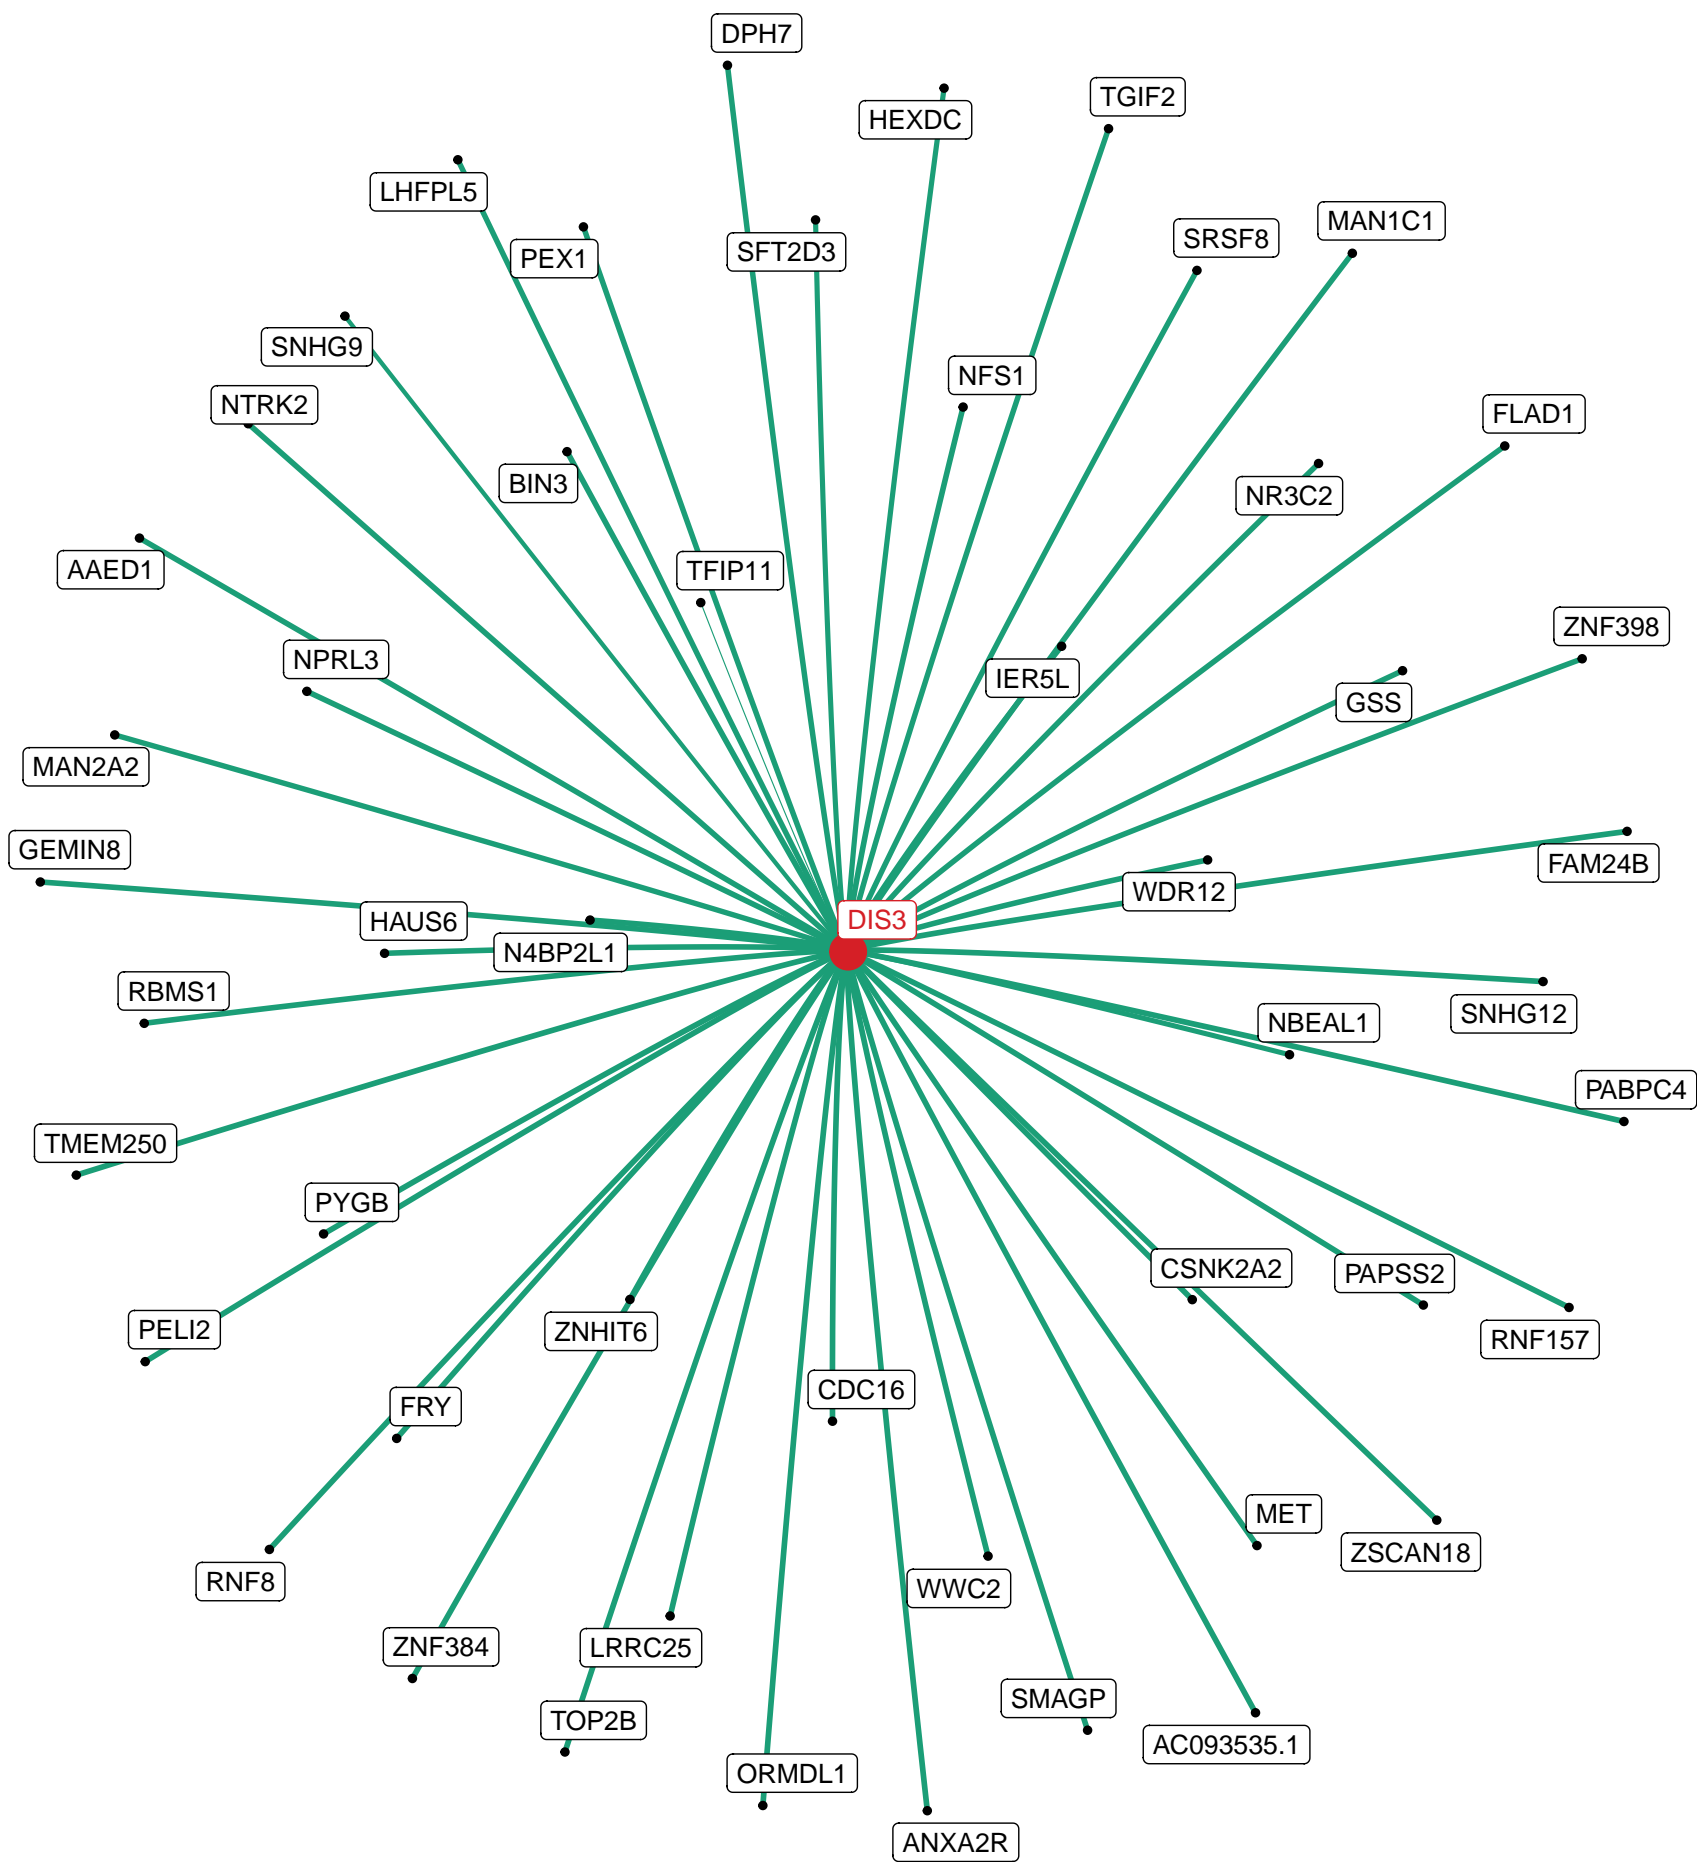 DPH7
TGIF2
HEXDC
LHFPL5
MAN1C1
SRSF8
SFT2D3
PEX1
SNHG9
NFS1
NTRK2
FLAD1
BIN3
NR3C2
AAED1
TFIP11
ZNF398
NPRL3
IER5L
GSS
MAN2A2
GEMIN8
FAM24B
WDR12
HAUS6
DIS3
N4BP2L1
RBMS1
SNHG12
NBEAL1
PABPC4
TMEM250
PYGB
CSNK2A2
PAPSS2
PELI2
ZNHIT6
RNF157
CDC16
FRY
MET
ZSCAN18
RNF8
WWC2
ZNF384
LRRC25
SMAGP
TOP2B
AC093535.1
ORMDL1
ANXA2R